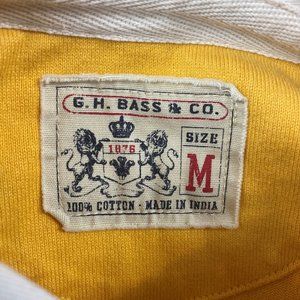 G.H. BASS & CO.
1876
SIZE
M
100% COTTON · MADE IN INDIA